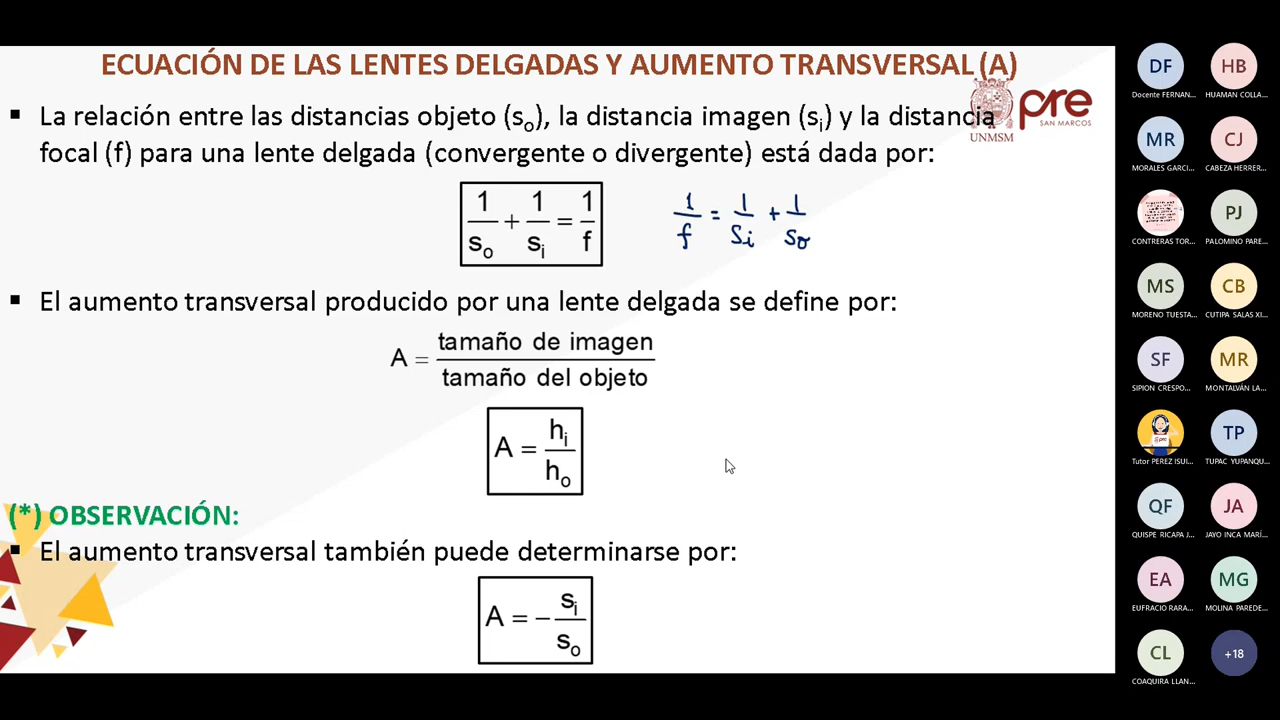 ECUACIÓN DE LAS LENTES DELGADAS Y AUMENTO TRANSVERSAL (A)
▪ La relación entre las distancias objeto (sₒ), la distancia imagen (sᵢ) y la distancia
focal (f) para una lente delgada (convergente o divergente) está dada por:
pre
SAN MARCOS
UNMSM
1/sₒ + 1/sᵢ = 1/f
1/f = 1/Si + 1/So
▪ El aumento transversal producido por una lente delgada se define por:
A = tamaño de imagen / tamaño del objeto
A = hᵢ/hₒ
(*) OBSERVACIÓN:
▪ El aumento transversal también puede determinarse por:
A = − sᵢ/sₒ
DF
HB
Docente FERNAN...
HUAMAN COLLA...
MR
CJ
MORALES GARCI...
CABEZA HERRER...
PJ
CONTRERAS TOR...
PALOMINO PARE...
MS
CB
MORENO TUESTA...
CUTIPA SALAS XI...
SF
MR
SIPION CRESPO...
MONTALVÁN LA...
TP
Tutor PEREZ ISUI...
TUPAC YUPANQU...
QF
JA
QUISPE RICAPA J...
JAYO INCA MARÍ...
EA
MG
EUFRACIO RARA...
MOLINA PAREDE...
CL
+18
COAQUIRA LLAN...